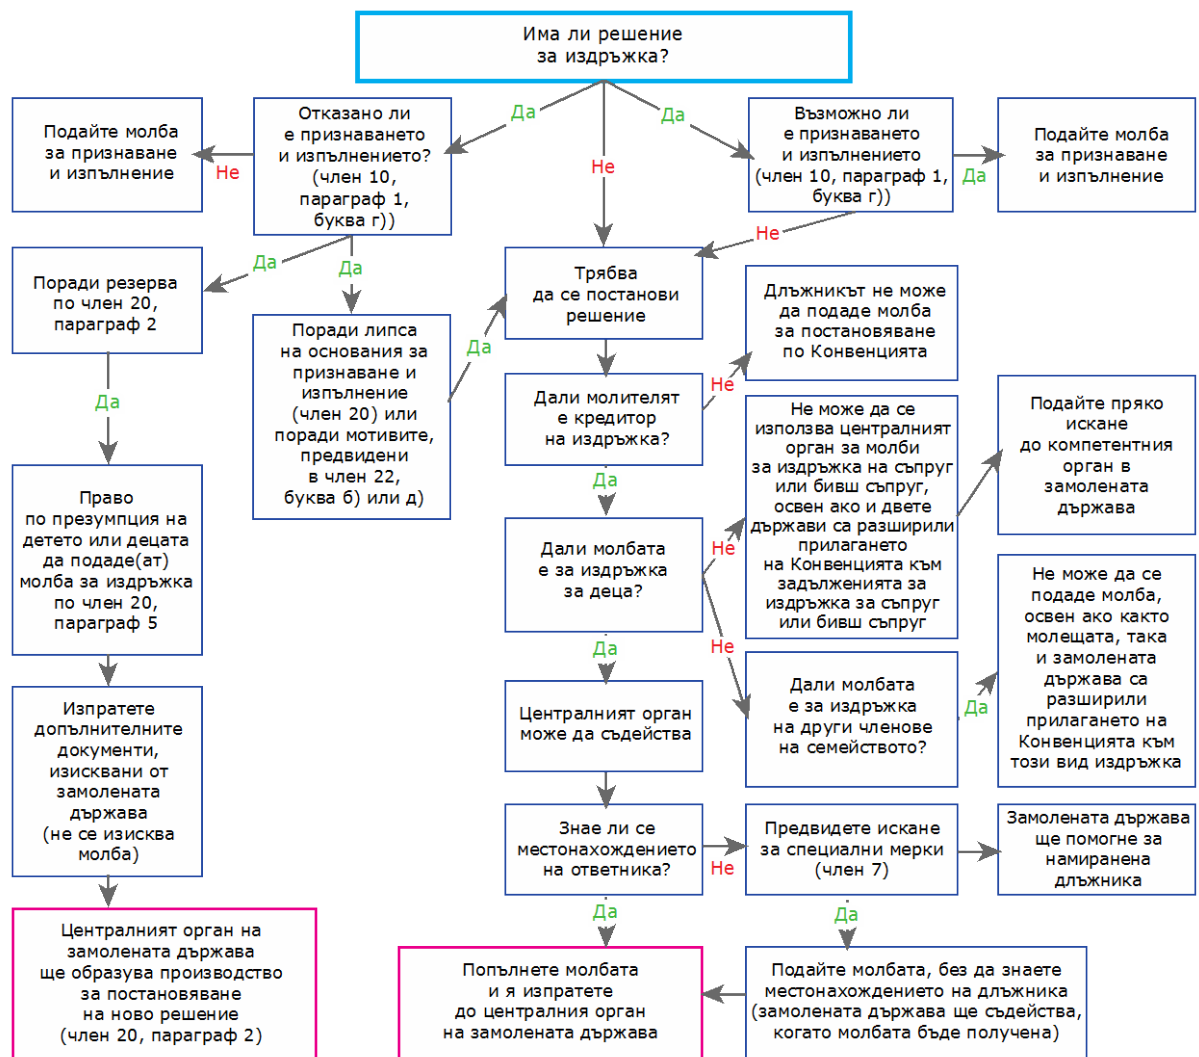 Има ли решение
за издръжка?
Да
Да
Не
Подайте молба
за признаване
и изпълнение
Не
Отказано ли
е признаването
и изпълнението?
(член 10,
параграф 1,
буква г))
Възможно ли
е признаването
и изпълнението
(член 10, параграф 1,
буква г))
Да
Подайте молба
за признаване
и изпълнение
Не
Да
Да
Поради резерва
по член 20,
параграф 2
Поради липса
на основания за
признаване и
изпълнение
(член 20) или
поради мотивите,
предвидени
в член 22,
буква б) или д)
Да
Трябва
да се постанови
решение
Длъжникът не може
да подаде молба
за постановяване
по Конвенцията
Не
Да
Дали молителят
е кредитор
на издръжка?
Да
Не може да се
използва централният
орган за молби
за издръжка на съпруг
или бивш съпруг,
освен ако и двете
държави са разширили
прилагането
на Конвенцията към
задълженията за
издръжка за съпруг
или бивш съпруг
Подайте пряко
искане
до компетентния
орган в
замолената
държава
Право
по презумпция на
детето или децата
да подаде(ат)
молба за издръжка
по член 20,
параграф 5
Дали молбата
е за издръжка
за деца?
Не
Не
Да
Не може да се
подаде молба,
освен ако както
молещата, така
и замолената
държава са
разширили
прилагането на
Конвенцията към
този вид издръжка
Дали молбата
е за издръжка
на други членове
на семейството?
Да
Изпратете
допълнителните
документи,
изисквани от
замолената
държава
(не се изисква
молба)
Централният орган
може да съдейства
Знае ли се
местонахождението
на ответника?
Не
Предвидете искане
за специални мерки
(член 7)
Замолената държава
ще помогне за
намиранена
длъжника
Да
Да
Централният орган на
замолената държава
ще образува производство
за постановяване
на ново решение
(член 20, параграф 2)
Попълнете молбата
и я изпратете
до централния орган
на замолената държава
Подайте молбата, без да знаете
местонахождението на длъжника
(замолената държава ще съдейства,
когато молбата бъде получена)